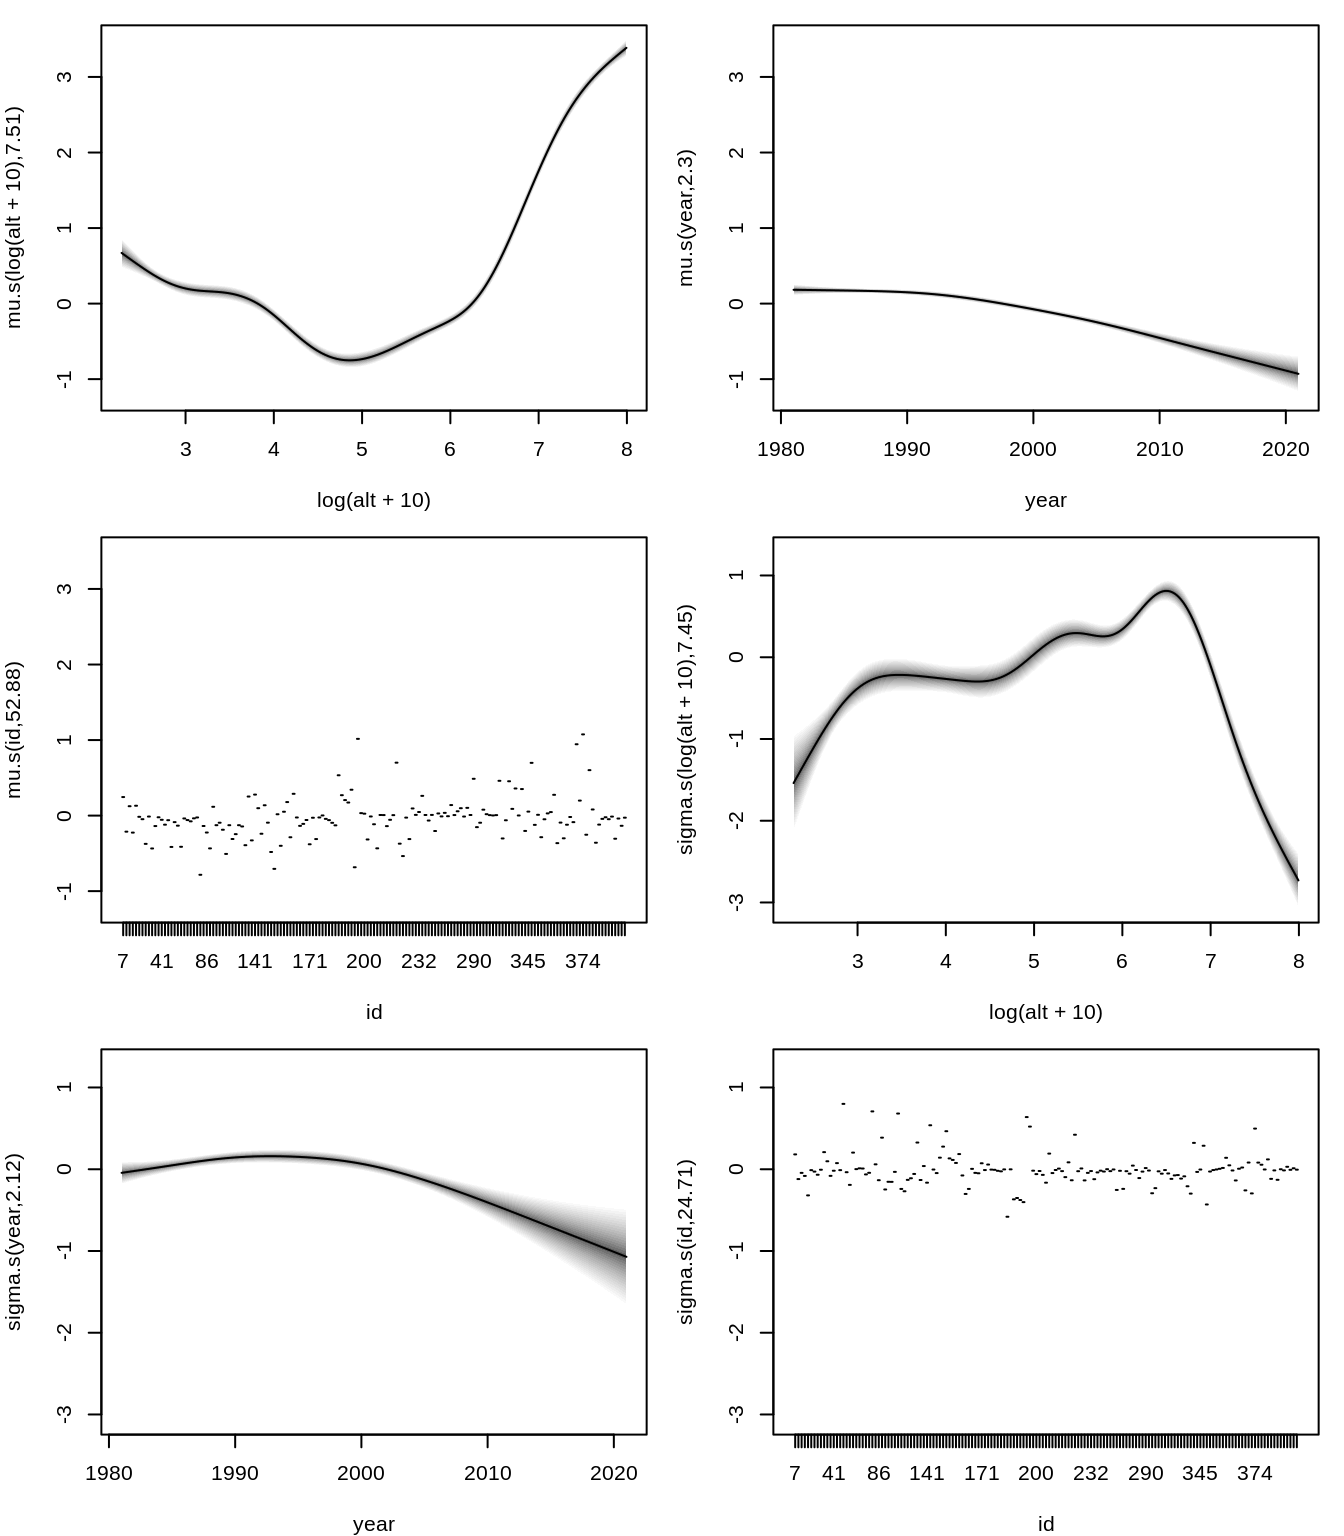 mu.s(log(alt + 10),7.51)
3
2
1
0
-1
3 4 5 6 7 8
log(alt + 10)
mu.s(year,2.3)
3
2
1
0
-1
1980 1990 2000 2010 2020
year
mu.s(id,52.88)
3
2
1
0
-1
7 41 86 141 171 200 232 290 345 374
id
sigma.s(log(alt + 10),7.45)
1
0
-1
-2
-3
3 4 5 6 7 8
log(alt + 10)
sigma.s(year,2.12)
1
0
-1
-2
-3
1980 1990 2000 2010 2020
year
sigma.s(id,24.71)
1
0
-1
-2
-3
7 41 86 141 171 200 232 290 345 374
id